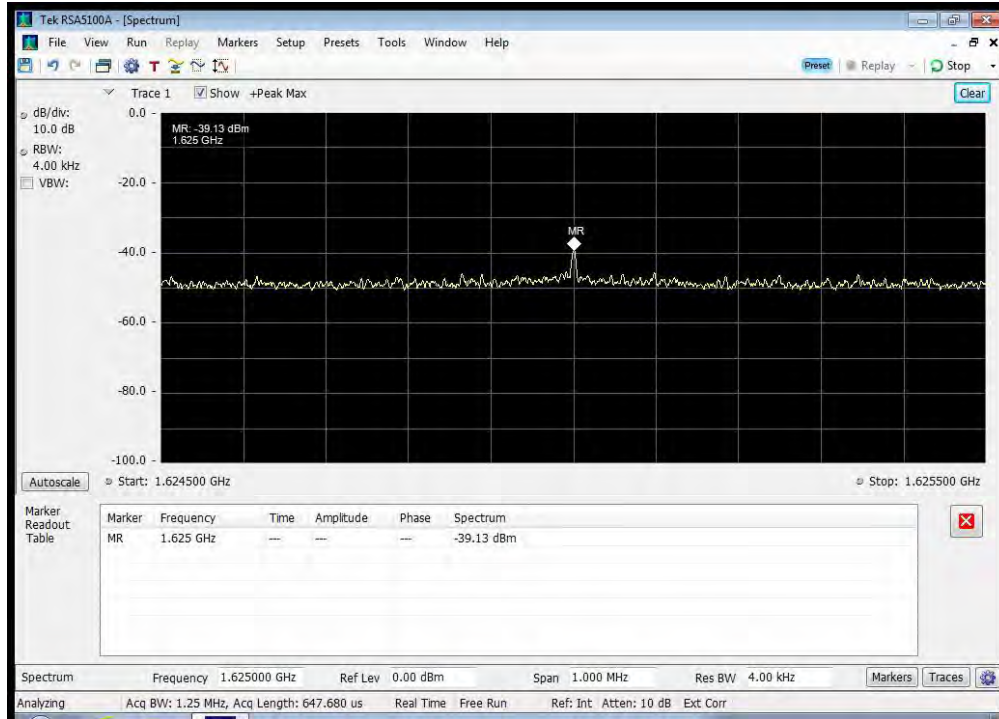 Tek RSA5100A - [Spectrum]
File View Run Replay Markers Setup Presets Tools Window Help
T
Preset Replay Stop
Trace 1 Show +Peak Max Clear
dB/div:
10.0 dB
RBW:
4.00 kHz
VBW:
0.0
-20.0
-40.0
-60.0
-80.0
-100.0
MR: -39.13 dBm
1.625 GHz
MR
Autoscale Start: 1.624500 GHz Stop: 1.625500 GHz
Marker
Readout
Table
Marker Frequency Time Amplitude Phase Spectrum
MR 1.625 GHz --- --- --- -39.13 dBm
Spectrum Frequency 1.625000 GHz Ref Lev 0.00 dBm Span 1.000 MHz Res BW 4.00 kHz Markers Traces
Analyzing Acq BW: 1.25 MHz, Acq Length: 647.680 us Real Time Free Run Ref: Int Atten: 10 dB Ext Corr